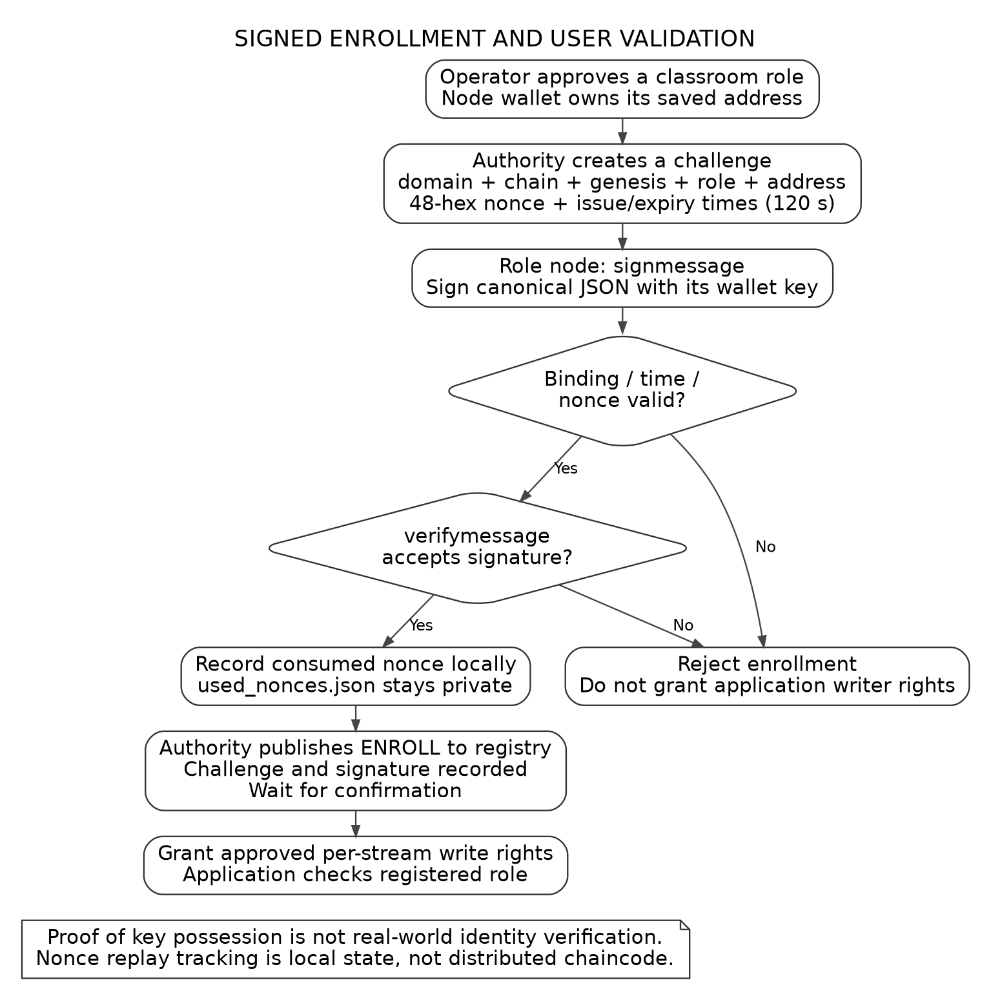 SIGNED ENROLLMENT AND USER VALIDATION
Operator approves a classroom role
Node wallet owns its saved address
Authority creates a challenge
domain + chain + genesis + role + address
48-hex nonce + issue/expiry times (120 s)
Role node: signmessage
Sign canonical JSON with its wallet key
Binding / time /
nonce valid?
Yes
No
verifymessage
accepts signature?
Yes
No
Record consumed nonce locally
used_nonces.json stays private
Reject enrollment
Do not grant application writer rights
Authority publishes ENROLL to registry
Challenge and signature recorded
Wait for confirmation
Grant approved per-stream write rights
Application checks registered role
Proof of key possession is not real-world identity verification.
Nonce replay tracking is local state, not distributed chaincode.